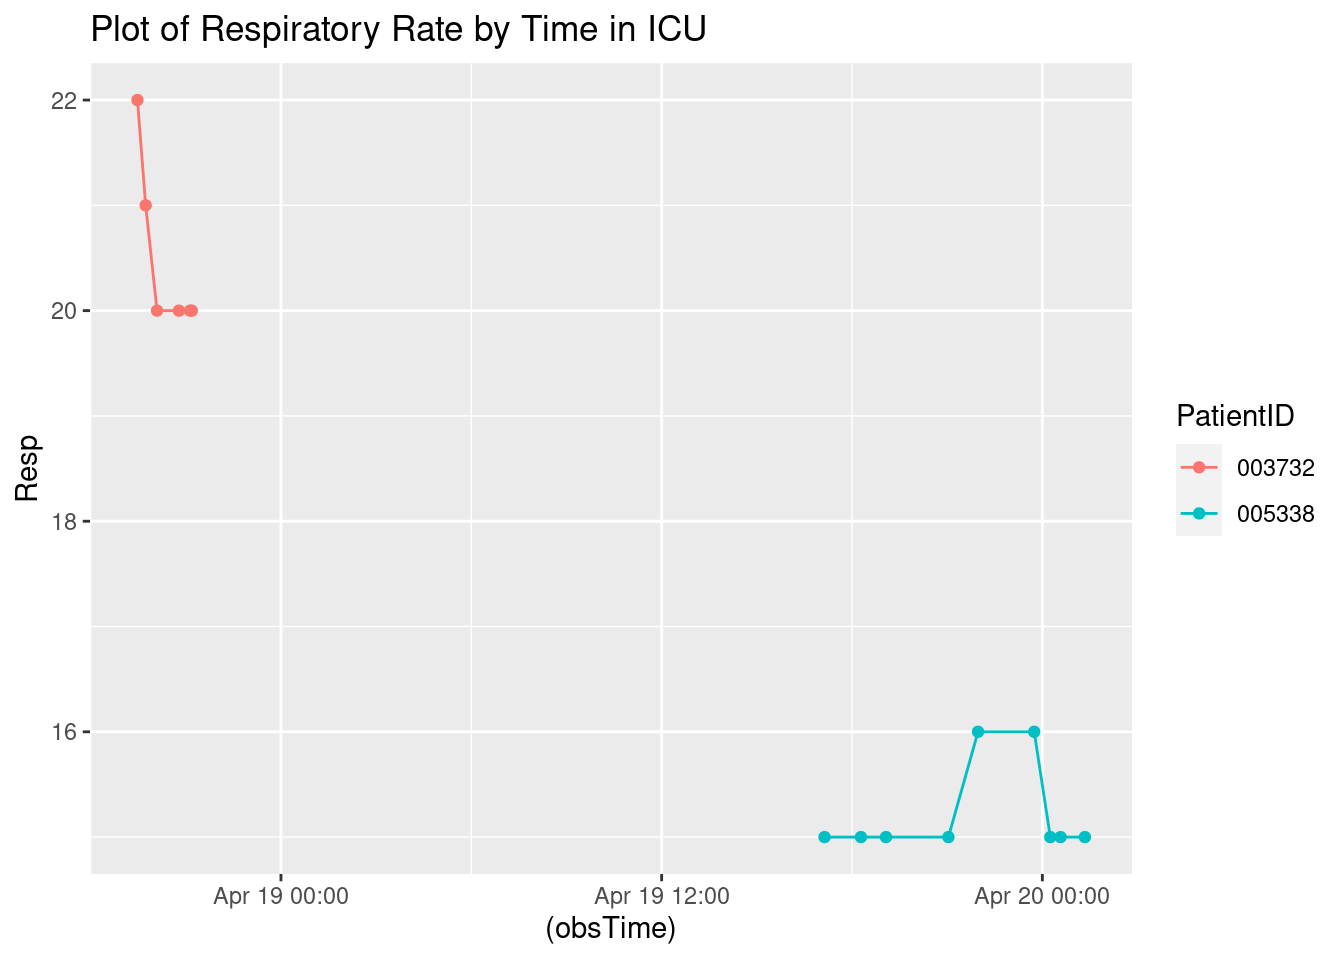 Plot of Respiratory Rate by Time in ICU
22
20
18
16
Resp
Apr 19 00:00
Apr 19 12:00
Apr 20 00:00
(obsTime)
PatientID
003732
005338